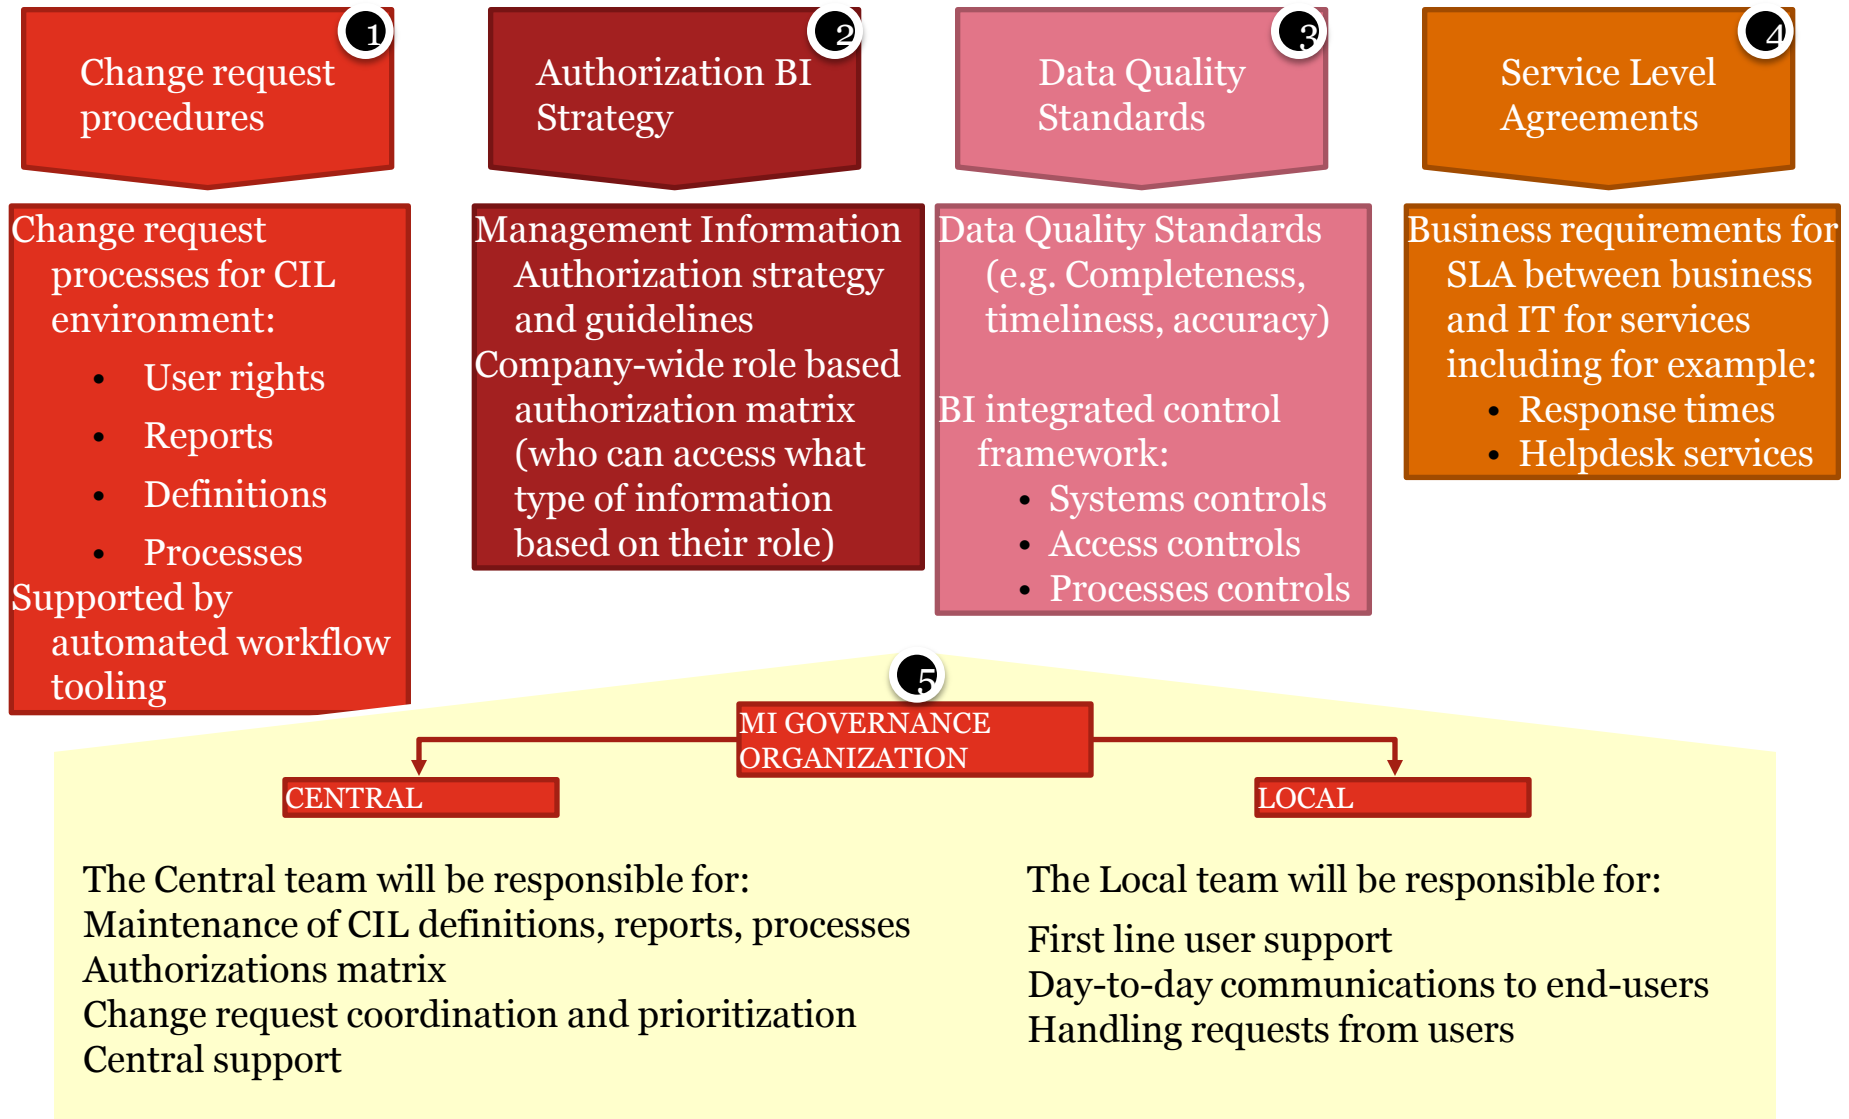 1
Change request
procedures
2
Authorization BI
Strategy
3
Data Quality
Standards
4
Service Level
Agreements
Change request
processes for CIL
environment:
• User rights
• Reports
• Definitions
• Processes
Supported by
automated workflow
tooling
Management Information
Authorization strategy
and guidelines
Company-wide role based
authorization matrix
(who can access what
type of information
based on their role)
Data Quality Standards
(e.g. Completeness,
timeliness, accuracy)
BI integrated control
framework:
• Systems controls
• Access controls
• Processes controls
Business requirements for
SLA between business
and IT for services
including for example:
• Response times
• Helpdesk services
5
MI GOVERNANCE
ORGANIZATION
CENTRAL
LOCAL
The Central team will be responsible for:
Maintenance of CIL definitions, reports, processes
Authorizations matrix
Change request coordination and prioritization
Central support
The Local team will be responsible for:
First line user support
Day-to-day communications to end-users
Handling requests from users